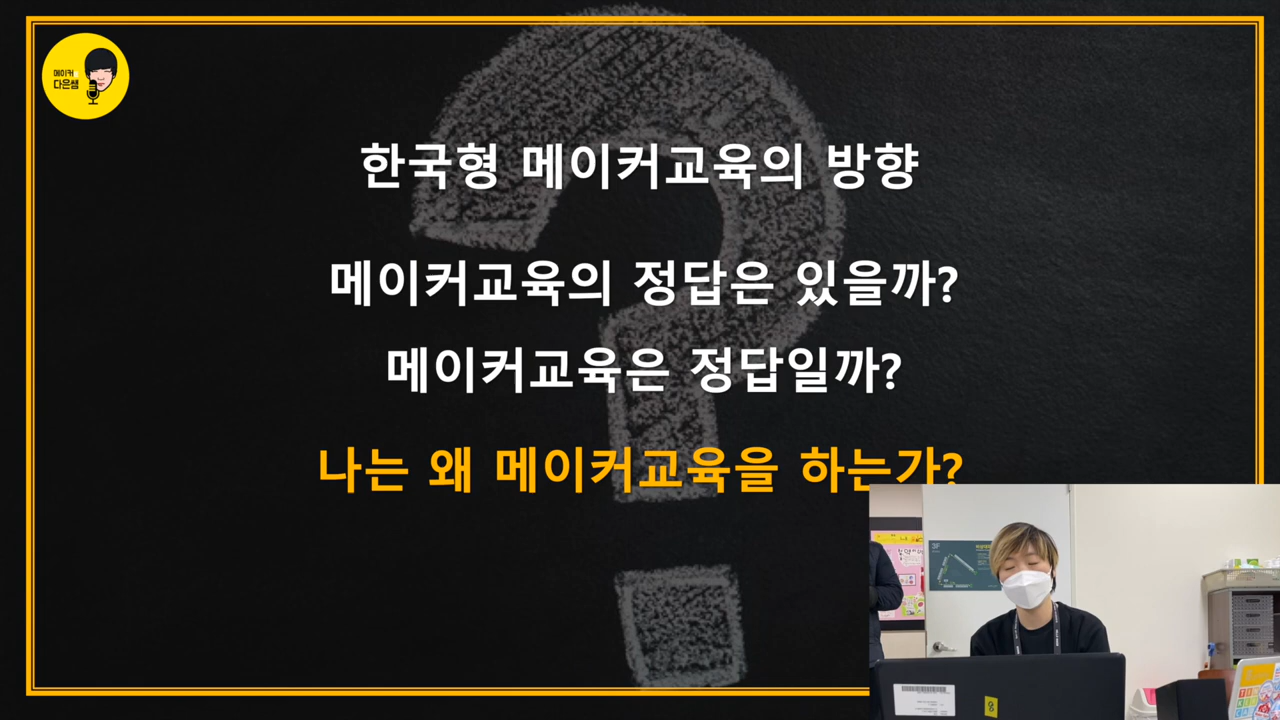 메이커
다은쌤
한국형 메이커교육의 방향
메이커교육의 정답은 있을까?
메이커교육은 정답일까?
나는 왜 메이커교육을 하는가?
3F